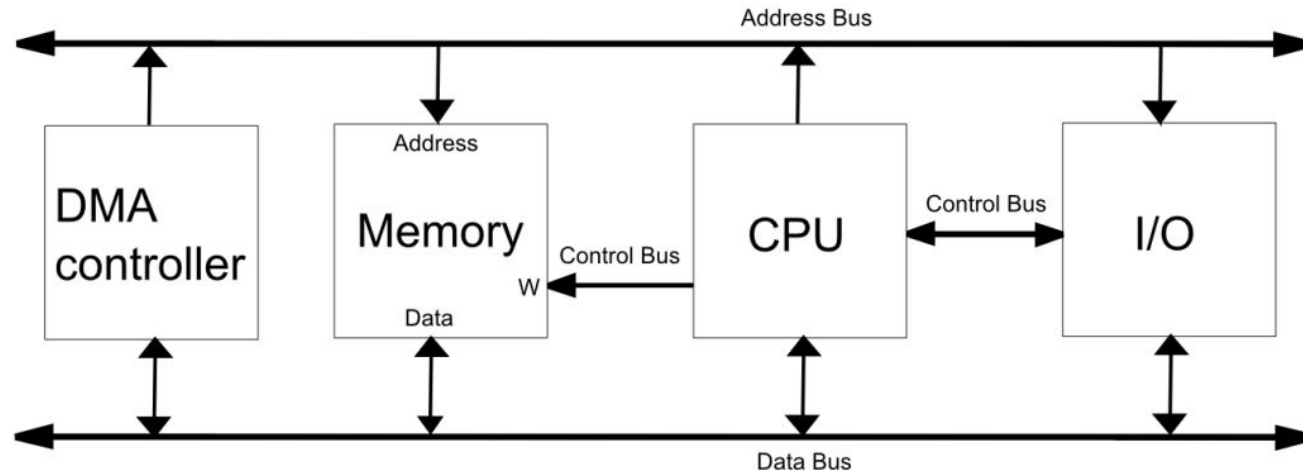 Address Bus
DMA
controller
Address
Memory
W
Data
Control Bus
CPU
Control Bus
I/O
Data Bus